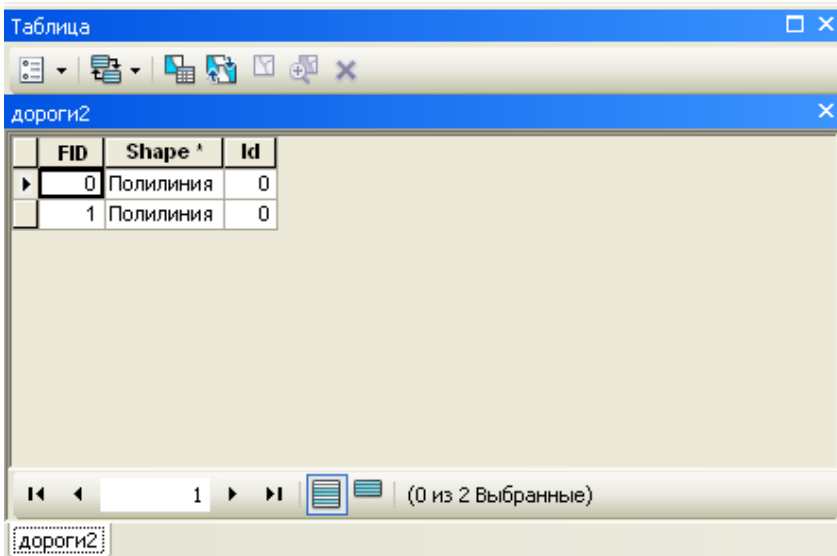 Таблица
дороги2
FID Shape * Id
0 Полилиния 0
1 Полилиния 0
1 (0 из 2 Выбранные)
дороги2